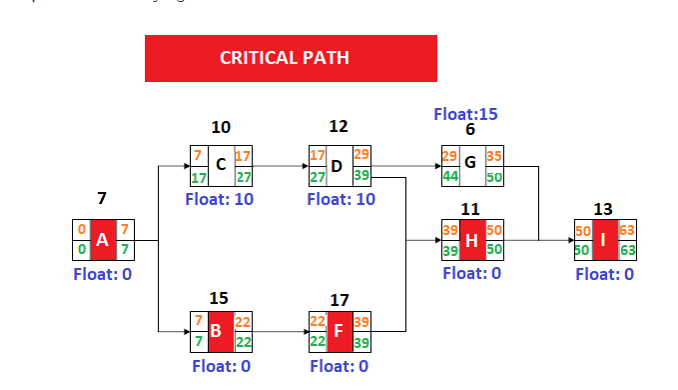 CRITICAL PATH
Float:15
10 12 6
7 C 17 17 D 29 29 G 35
17 27 27 39 44 50
7 Float: 10 Float: 10 11 13
0 A 7 39 H 50 50 I 63
0 7 39 50 50 63
Float: 0 Float: 0 Float: 0
15 17
7 B 22 22 F 39
7 22 22 39
Float: 0 Float: 0